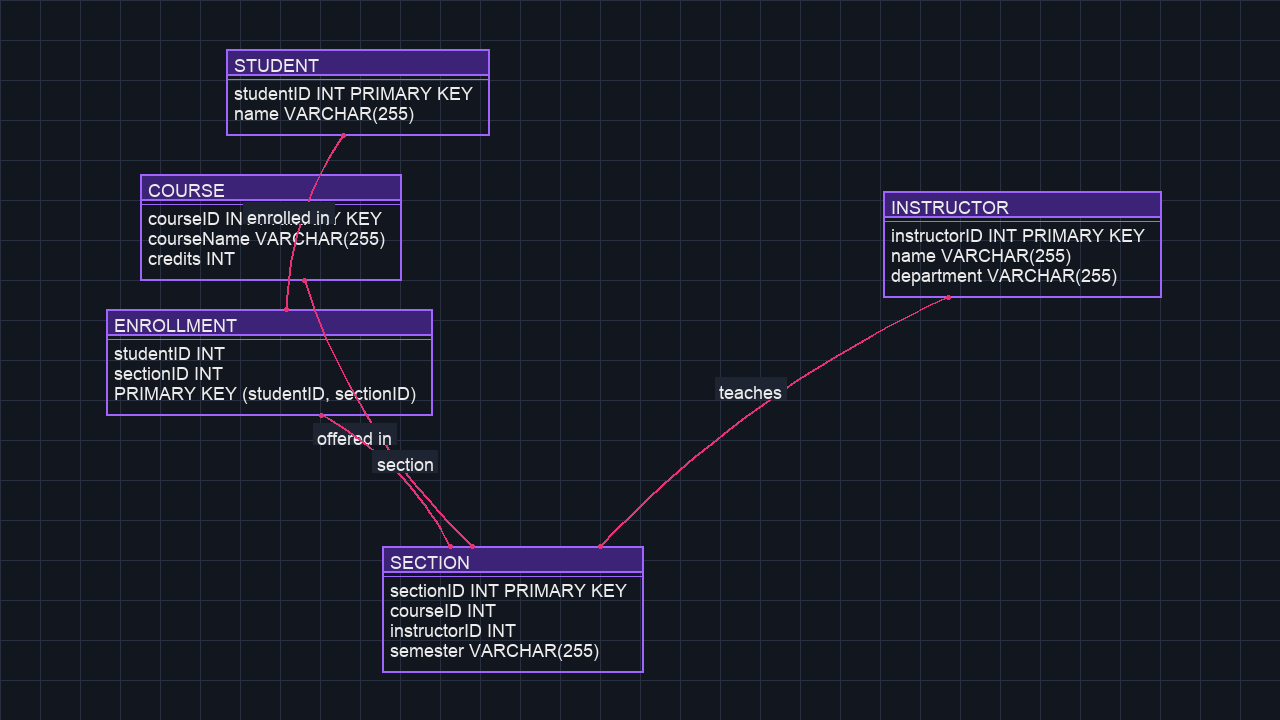 STUDENT
studentID INT PRIMARY KEY
name VARCHAR(255)
COURSE
courseID IN enrolled in Y KEY
courseName VARCHAR(255)
credits INT
ENROLLMENT
studentID INT
sectionID INT
PRIMARY KEY (studentID, sectionID)
offered in
section
INSTRUCTOR
instructorID INT PRIMARY KEY
name VARCHAR(255)
department VARCHAR(255)
teaches
SECTION
sectionID INT PRIMARY KEY
courseID INT
instructorID INT
semester VARCHAR(255)